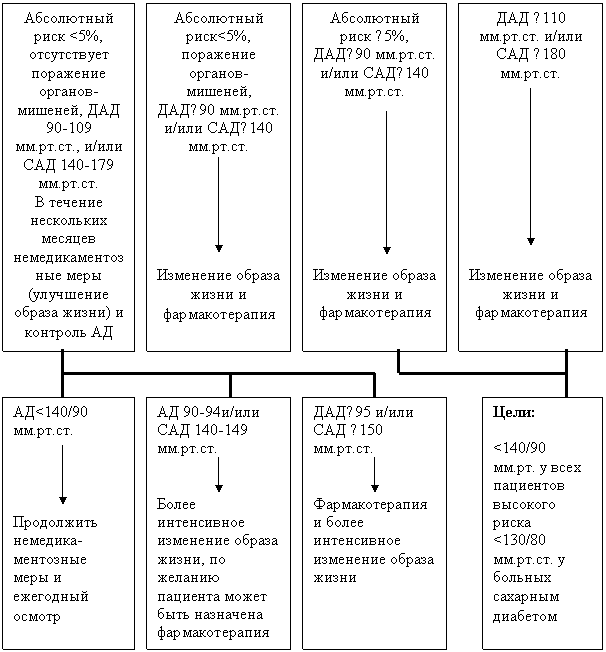 Абсолютный
риск <5%,
отсутствует
поражение
органов-
мишеней, ДАД
90-109
мм.рт.ст., и/или
САД 140-179
мм.рт.ст.
В течение
нескольких
месяцев
немедикаментоз
ные меры
(улучшение
образа жизни) и
контроль АД
Абсолютный
риск<5%,
поражение
органов-
мишеней,
ДАД?90 мм.рт.ст.
и/или САД?140
мм.рт.ст.
Изменение образа
жизни и
фармакотерапия
Абсолютный
риск ?5%,
ДАД?90 мм.рт.ст.
и/или САД?140
мм.рт.ст.
Изменение образа
жизни и
фармакотерапия
ДАД ?110
мм.рт.ст. и/или
САД ?180
мм.рт.ст.
Изменение образа
жизни и
фармакотерапия
АД<140/90
мм.рт.ст.
Продолжить
немедика-
ментозные
меры и
ежегодный
осмотр
АД 90-94и/или
САД 140-149
мм.рт.ст.
Более
интенсивное
изменение образа
жизни, по
желанию
пациента может
быть назначена
фармакотерапия
ДАД?95 и/или
САД ?150
мм.рт.ст.
Фармакотерапия
и более
интенсивное
изменение образа
жизни
Цели:
<140/90
мм.рт. у всех
пациентов
высокого
риска
<130/80
мм.рт.ст. у
больных
сахарным
диабетом